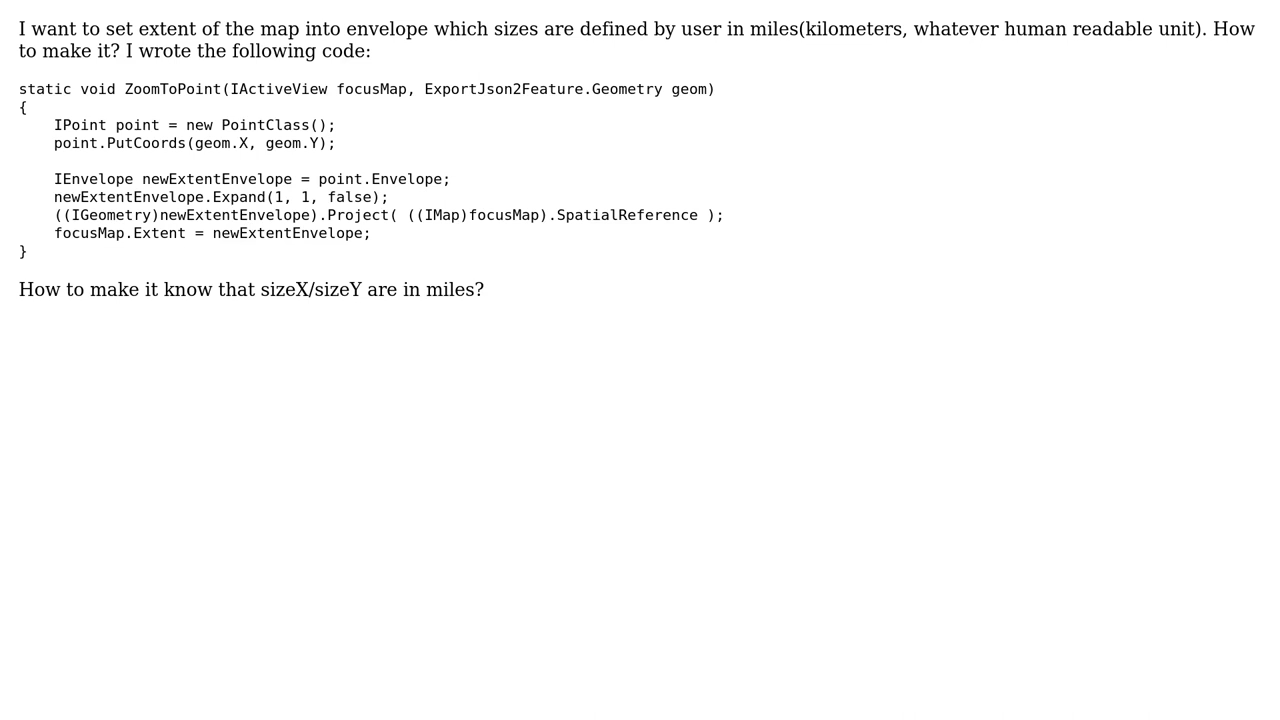 I want to set extent of the map into envelope which sizes are defined by user in miles(kilometers, whatever human readable unit). How
to make it? I wrote the following code:
static void ZoomToPoint(IActiveView focusMap, ExportJson2Feature.Geometry geom)
{
    IPoint point = new PointClass();
    point.PutCoords(geom.X, geom.Y);
    IEnvelope newExtentEnvelope = point.Envelope;
    newExtentEnvelope.Expand(1, 1, false);
    ((IGeometry)newExtentEnvelope).Project( ((IMap)focusMap).SpatialReference );
    focusMap.Extent = newExtentEnvelope;
}
How to make it know that sizeX/sizeY are in miles?